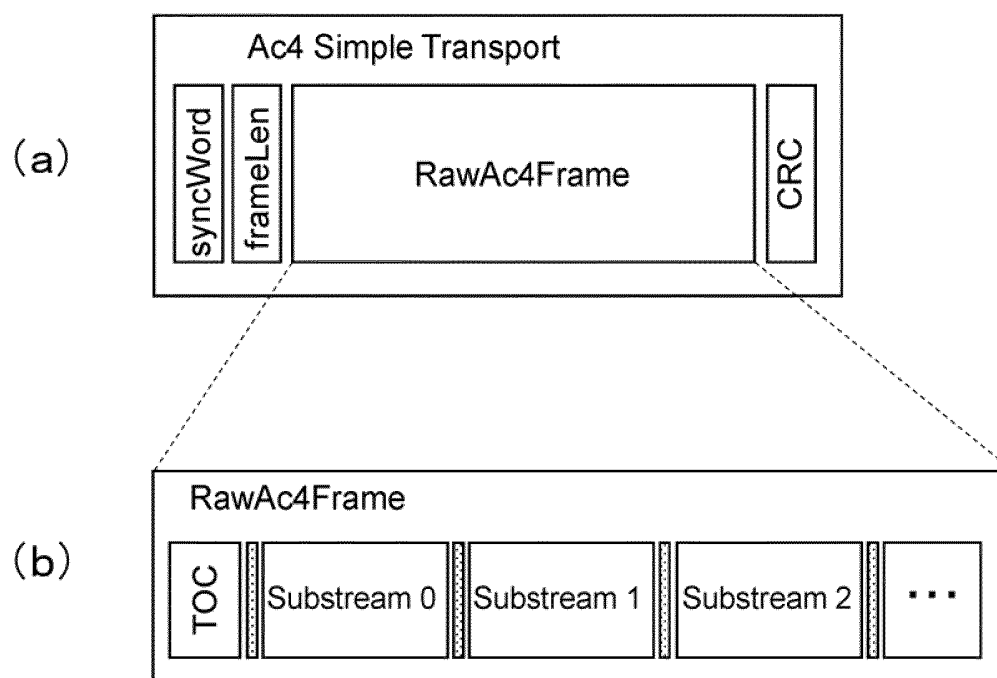 Ac4 Simple Transport
(a)
syncWord
frameLen
RawAc4Frame
CRC
RawAc4Frame
(b)
TOC
Substream 0
Substream 1
Substream 2
...